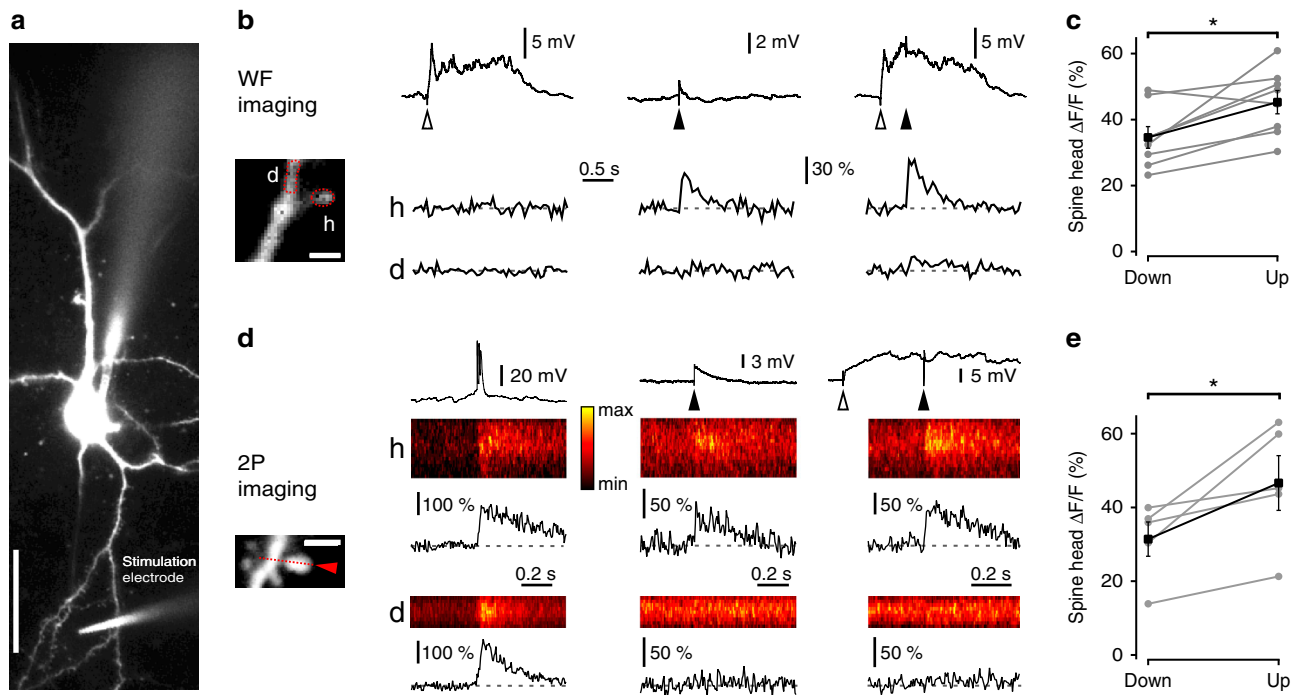 a
Stimulation
electrode
b
WF
imaging
5 mV
2 mV
5 mV
d
h
0.5 s
30 %
h
d
c
*
Spine head ΔF/F (%)
60
40
20
0
Down
Up
d
2P
imaging
20 mV
3 mV
5 mV
max
min
h
100 %
50 %
50 %
0.2 s
0.2 s
0.2 s
d
100 %
50 %
50 %
e
*
Spine head ΔF/F (%)
60
40
20
0
Down
Up